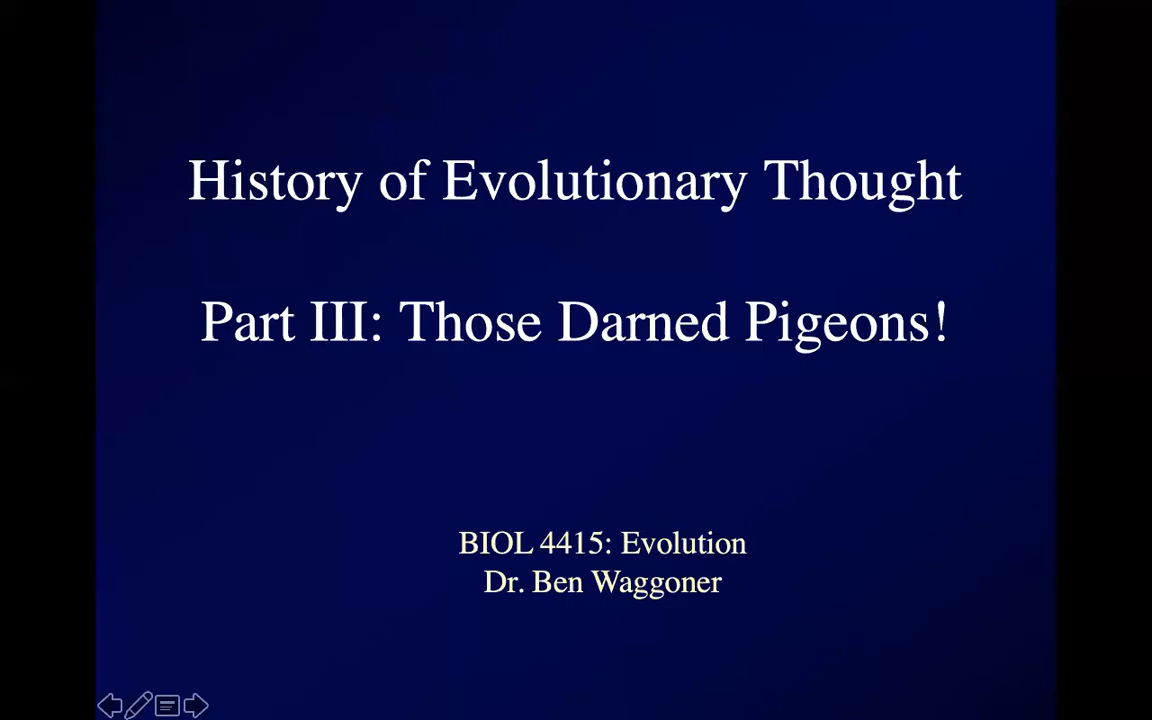 History of Evolutionary Thought
Part III: Those Darned Pigeons!
BIOL 4415: Evolution
Dr. Ben Waggoner